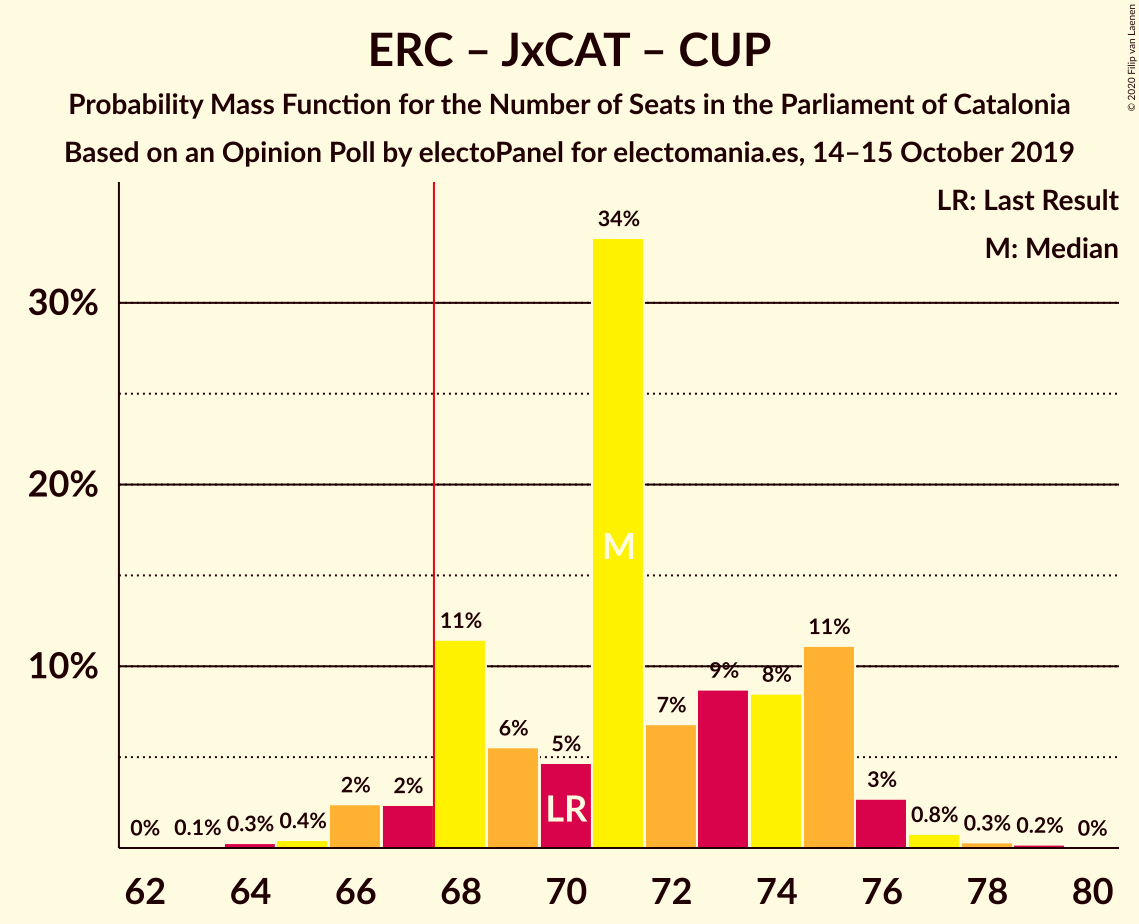 ERC – JxCAT – CUP
Probability Mass Function for the Number of Seats in the Parliament of Catalonia
Based on an Opinion Poll by electoPanel for electomania.es, 14–15 October 2019
© 2020 Filip van Laenen
LR: Last Result
M: Median
30%
20%
10%
0% 0.1% 0.3% 0.4% 2% 2% 11% 6% 5% 34% 7% 9% 8% 11% 3% 0.8% 0.3% 0.2% 0%
M
LR
62 64 66 68 70 72 74 76 78 80